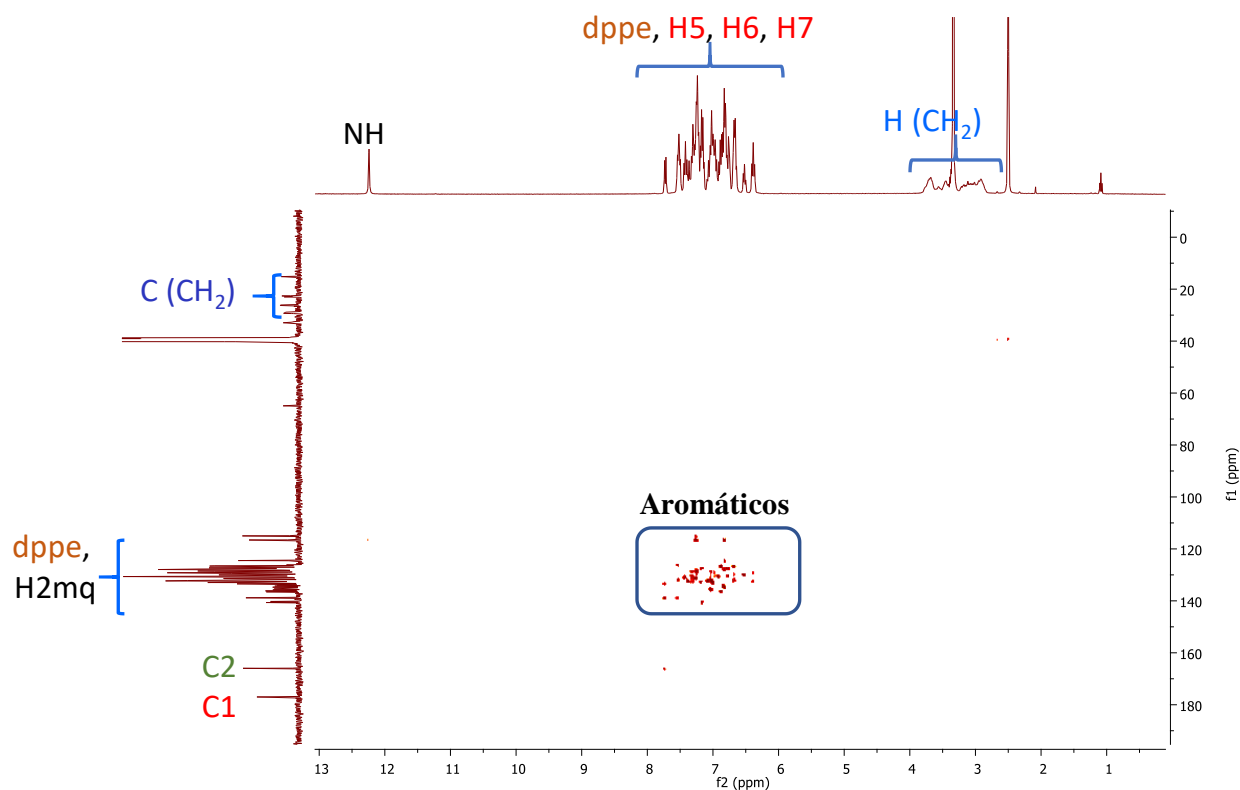 dppe, H5, H6, H7
NH
H (CH₂)
C (CH₂)
Aromáticos
dppe,
H2mq
C2
C1
0
20
40
60
80
100
120
140
160
180
f1 (ppm)
13 12 11 10 9 8 7 6 5 4 3 2 1
f2 (ppm)